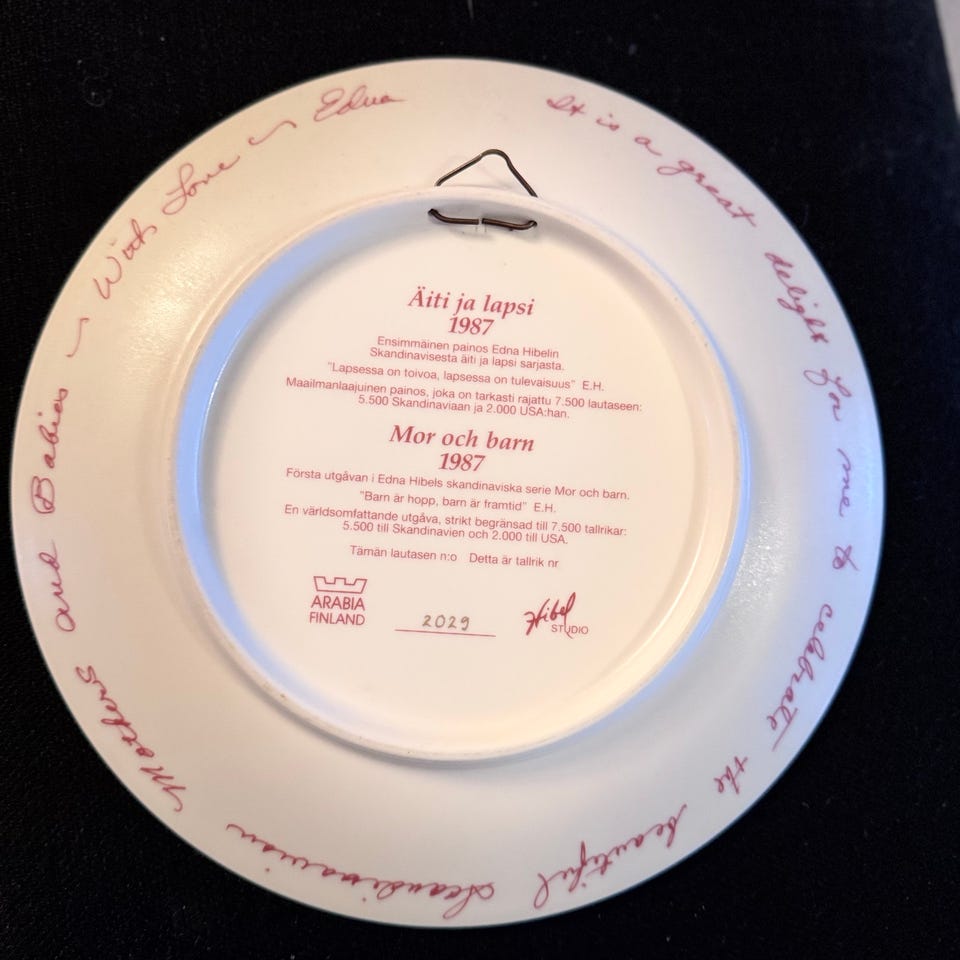 It is a great delight for me to celebrate the beautiful Scandinavian Mothers and Babies ~ With Love ~ Edna
Äiti ja lapsi
1987
Ensimmäinen painos Edna Hibelin
Skandinavisesta äiti ja lapsi sarjasta.
"Lapsessa on toivoa, lapsessa on tulevaisuus" E.H.
Maailmanlaajuinen painos, joka on tarkasti rajattu 7.500 lautaseen:
5.500 Skandinaviaan ja 2.000 USA:han.
Mor och barn
1987
Första utgåvan i Edna Hibels skandinaviska serie Mor och barn.
"Barn är hopp, barn är framtid" E.H.
En världsomfattande utgåva, strikt begränsad till 7.500 tallrikar:
5.500 till Skandinavien och 2.000 till USA.
Tämän lautasen n:o Detta är tallrik nr
ARABIA
FINLAND
2029
Hibel
STUDIO